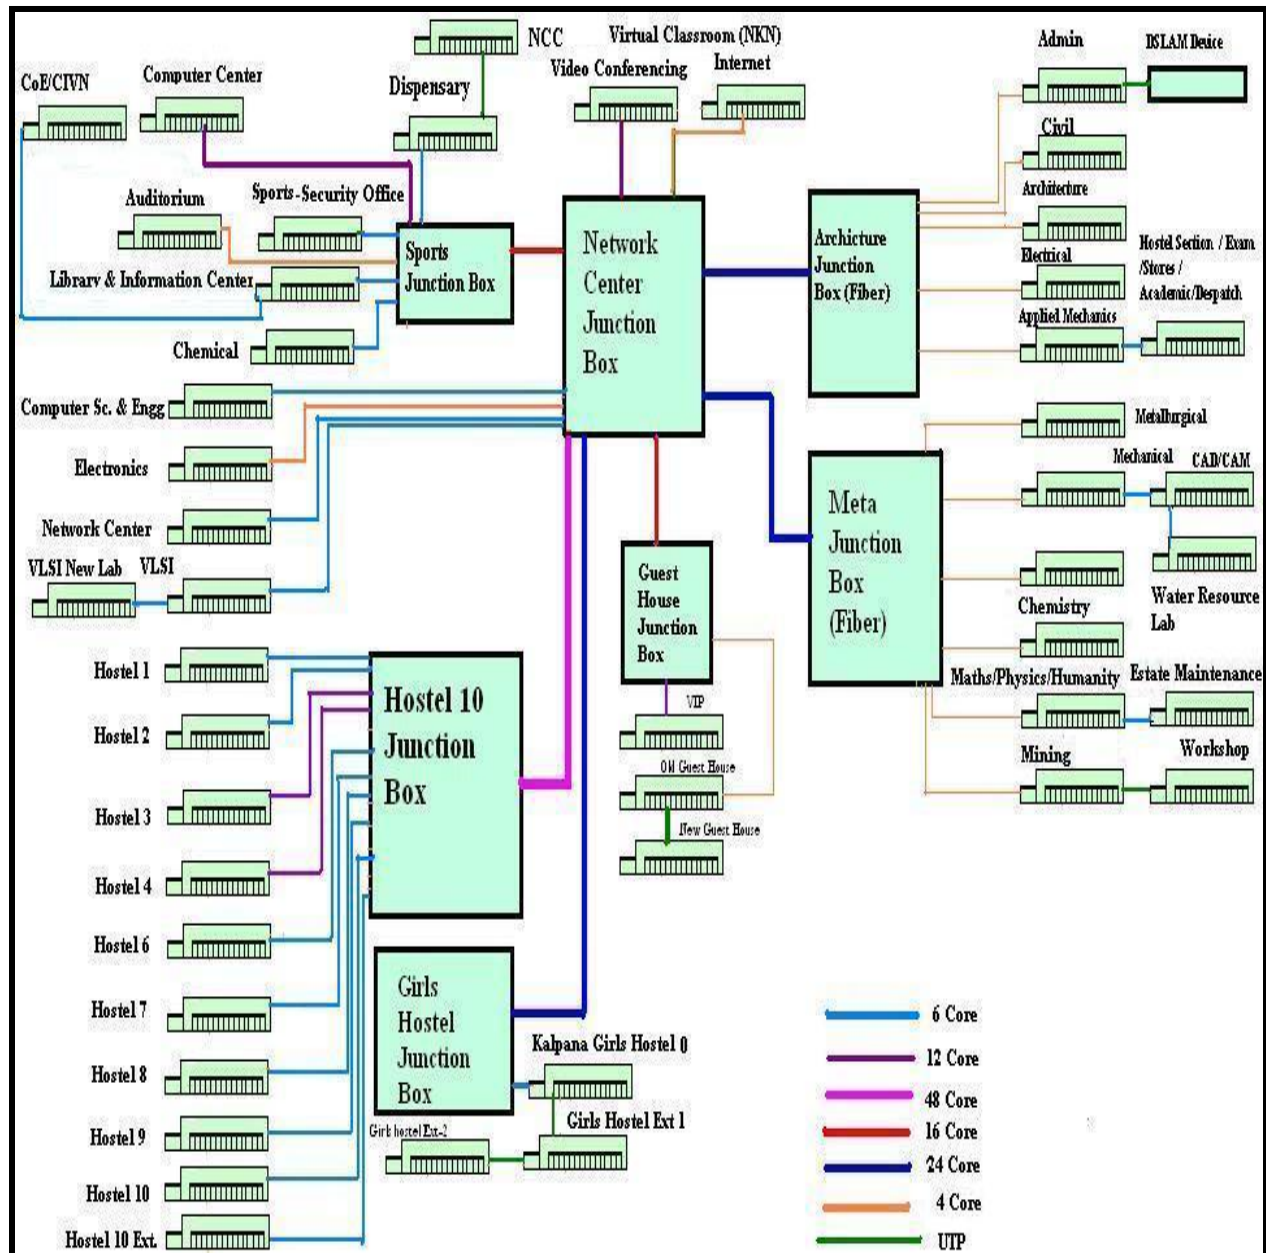 NCC
Virtual Classroom (NKN)
Video Conferencing
Internet
Admin
DSLAM Device
CoE/CIVN
Computer Center
Dispensary
Civil
Auditorium
Sports-Security Office
Architecture
Library & Information Center
Sports
Junction Box
Network
Center
Junction
Box
Archicture
Junction
Box (Fiber)
Electrical
Hostel Section / Exam
/Stores /
Academic/Despatch
Applied Mechanics
Chemical
Computer Sc. & Engg
Electronics
Network Center
VLSI New Lab
VLSI
Metallurgical
Mechanical
CAD/CAM
Meta
Junction
Box
(Fiber)
Chemistry
Water Resource
Lab
Guest
House
Junction
Box
Maths/Physics/Humanity
Estate Maintenance
VIP
Mining
Workshop
Old Guest House
New Guest House
Hostel 1
Hostel 2
Hostel 3
Hostel 4
Hostel 6
Hostel 7
Hostel 8
Hostel 9
Hostel 10
Hostel 10 Ext.
Hostel 10
Junction
Box
Girls
Hostel
Junction
Box
Kalpana Girls Hostel 0
Girls Hostel Ext 1
Girls hostel Ext-2
6 Core
12 Core
48 Core
16 Core
24 Core
4 Core
UTP